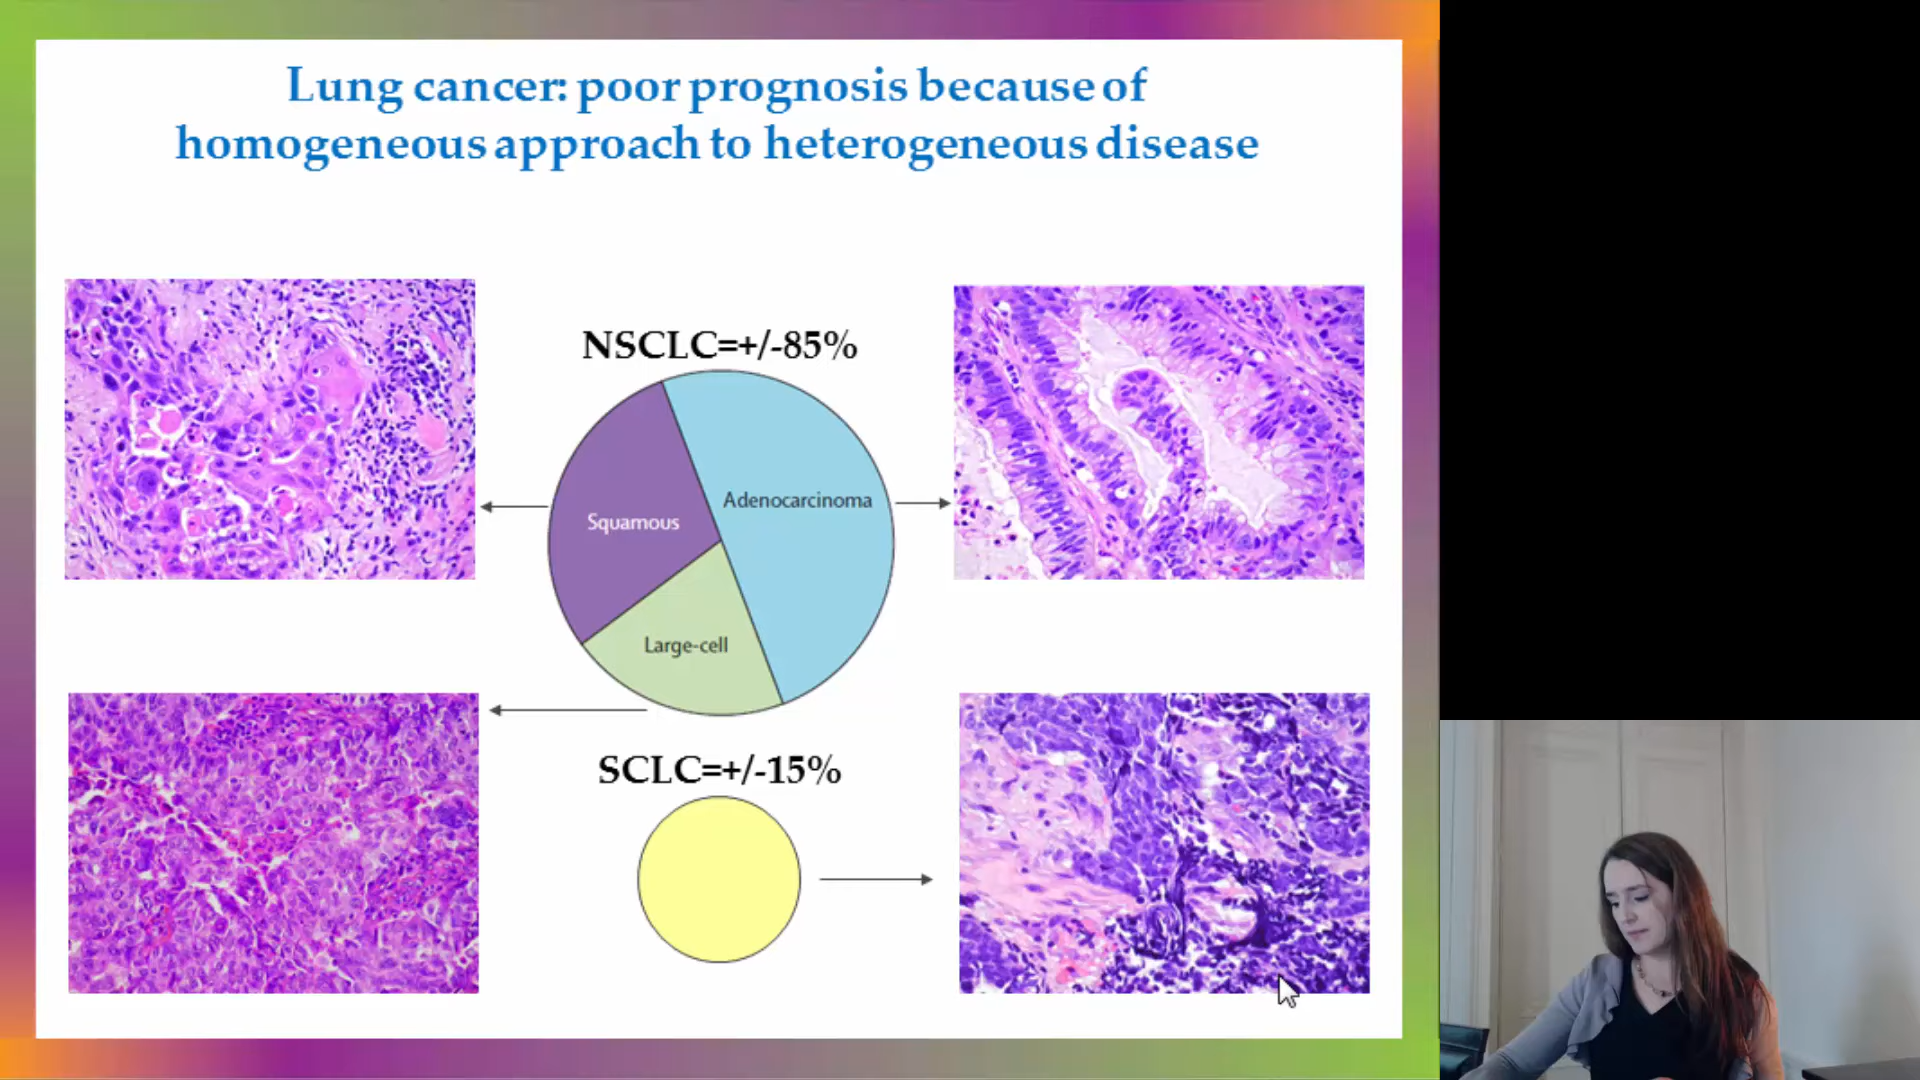 Lung cancer: poor prognosis because of
homogeneous approach to heterogeneous disease
NSCLC=+/-85%
Adenocarcinoma
Squamous
Large-cell
SCLC=+/-15%